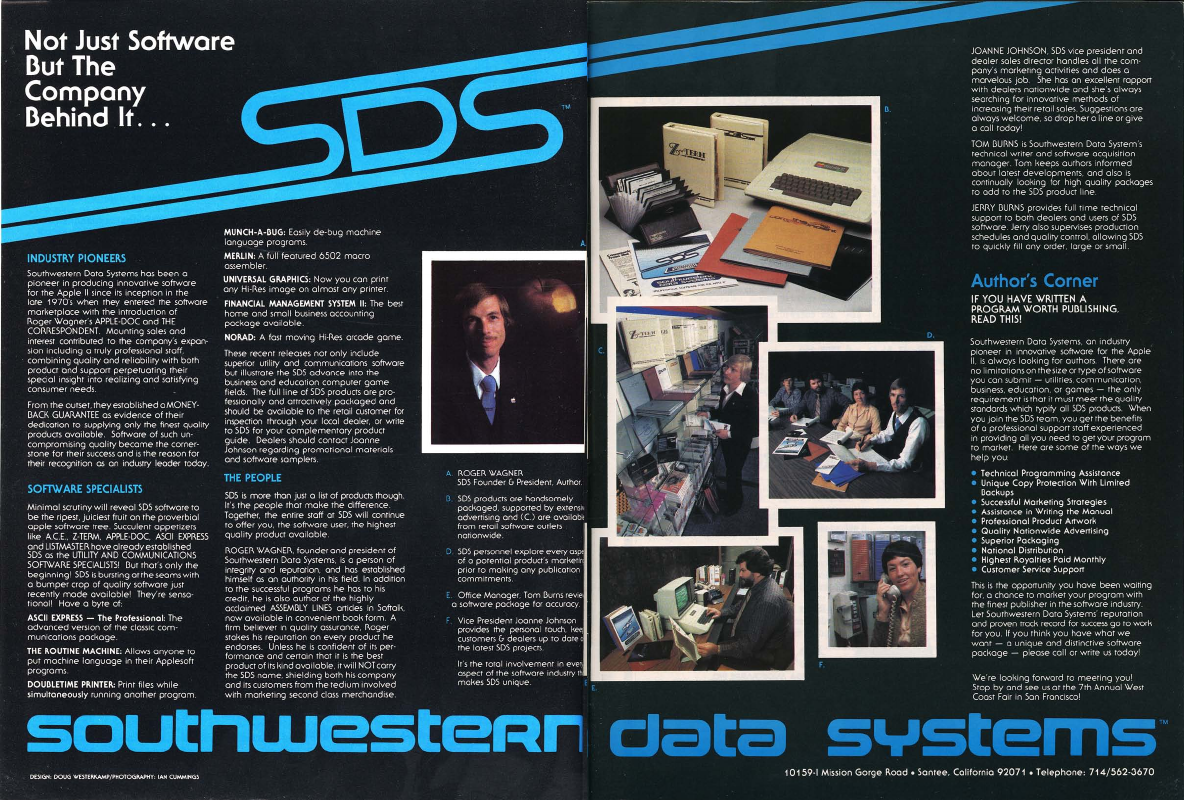 Not Just Software
But The
Company
Behind It...
SDS™
INDUSTRY PIONEERS
Southwestern Data Systems has been a
pioneer in producing innovative software
for the Apple II since its inception in the
late 1970's when they entered the software
marketplace with the introduction of
Roger Wagner's APPLE-DOC and THE
CORRESPONDENT. Mounting sales and
interest contributed to the company's expan-
sion including a truly professional staff,
combining quality and reliability with both
product and support perpetuating their
special insight into realizing and satisfying
consumer needs.
From the outset, they established a MONEY-
BACK GUARANTEE as evidence of their
dedication to supplying only the finest quality
products available. Software of such un-
compromising quality became the corner-
stone for their success and is the reason for
their recognition as an industry leader today.
SOFTWARE SPECIALISTS
Minimal scrutiny will reveal SDS software to
be the ripest, juiciest fruit on the proverbial
apple software tree. Succulent appetizers
like A.C.E., Z-TERM, APPLE-DOC, ASCII EXPRESS
and LISTMASTER have already established
SDS as the UTILITY AND COMMUNICATIONS
SOFTWARE SPECIALISTS! But that's only the
beginning! SDS is bursting at the seams with
a bumper crop of quality software just
recently made available! They're sensa-
tional! Have a byte of:
ASCII EXPRESS — The Professional: The
advanced version of the classic com-
munications package.
THE ROUTINE MACHINE: Allows anyone to
put machine language in their Applesoft
programs.
DOUBLETIME PRINTER: Print files while
simultaneously running another program.
MUNCH-A-BUG: Easily de-bug machine
language programs.
MERLIN: A full featured 6502 macro
assembler.
UNIVERSAL GRAPHICS: Now you can print
any Hi-Res image on almost any printer.
FINANCIAL MANAGEMENT SYSTEM II: The best
home and small business accounting
package available.
NORAD: A fast moving Hi-Res arcade game.
These recent releases not only include
superior utility and communications software
but illustrate the SDS advance into the
business and education computer game
fields. The full line of SDS products are pro-
fessionally and attractively packaged and
should be available to the retail customer for
inspection through your local dealer, or write
to SDS for your complementary product
guide. Dealers should contact Joanne
Johnson regarding promotional materials
and software samplers.
THE PEOPLE
SDS is more than just a list of products though.
It's the people that make the difference.
Together, the entire staff at SDS will continue
to offer you, the software user, the highest
quality product available.
ROGER WAGNER, founder and president of
Southwestern Data Systems, is a person of
integrity and reputation, and has established
himself as an authority in his field. In addition
to the successful programs he has to his
credit, he is also author of the highly
acclaimed ASSEMBLY LINES articles in Softalk,
now available in convenient book form. A
firm believer in quality assurance, Roger
stakes his reputation on every product he
endorses. Unless he is confident of its per-
formance and certain that it is the best
product of its kind available, it will NOT carry
the SDS name, shielding both his company
and its customers from the tedium involved
with marketing second class merchandise.
A.
A. ROGER WAGNER
SDS Founder & President, Author.
B. SDS products are handsomely
packaged, supported by extens
advertising and (C.) are available
from retail software outlets
nationwide.
D. SDS personnel explore every aspe
of a potential product's marketin
prior to making any publication
commitments.
E. Office Manager, Tom Burns revie
a software package for accuracy.
F. Vice President Joanne Johnson
provides the personal touch, kee
customers & dealers up to date o
the latest SDS projects.
It's the total involvement in ever
aspect of the software industry th
makes SDS unique.
B.
Z-TERM
SDS
C.
D.
E.
F.
JOANNE JOHNSON, SDS vice president and
dealer sales director handles all the com-
pany's marketing activities and does a
marvelous job. She has an excellent rapport
with dealers nationwide and she's always
searching for innovative methods of
increasing their retail sales. Suggestions are
always welcome, so drop her a line or give
a call today!
TOM BURNS is Southwestern Data System's
technical writer and software acquisition
manager. Tom keeps authors informed
about latest developments, and also is
continually looking for high quality packages
to add to the SDS product line.
JERRY BURNS provides full time technical
support to both dealers and users of SDS
software. Jerry also supervises production
schedules and quality control, allowing SDS
to quickly fill any order, large or small.
Author's Corner
IF YOU HAVE WRITTEN A
PROGRAM WORTH PUBLISHING,
READ THIS!
Southwestern Data Systems, an industry
pioneer in innovative software for the Apple
II, is always looking for authors. There are
no limitations on the size or type of software
you can submit — utilities, communication,
business, education, or games — the only
requirement is that it must meet the quality
standards which typify all SDS products. When
you join the SDS team, you get the benefits
of a professional support staff experienced
in providing all you need to get your program
to market. Here are some of the ways we
help you:
• Technical Programming Assistance
• Unique Copy Protection With Limited
Backups
• Successful Marketing Strategies
• Assistance in Writing the Manual
• Professional Product Artwork
• Quality Nationwide Advertising
• Superior Packaging
• National Distribution
• Highest Royalties Paid Monthly
• Customer Service Support
This is the opportunity you have been waiting
for, a chance to market your program with
the finest publisher in the software industry.
Let Southwestern Data Systems' reputation
and proven track record for success go to work
for you. If you think you have what we
want — a unique and distinctive software
package — please call or write us today!
We're looking forward to meeting you!
Stop by and see us at the 7th Annual West
Coast Fair in San Francisco!
southwestern data systems™
DESIGN: DOUG WESTERKAMP/PHOTOGRAPHY: IAN CUMMINGS
10159-I Mission Gorge Road • Santee, California 92071 • Telephone: 714/562-3670